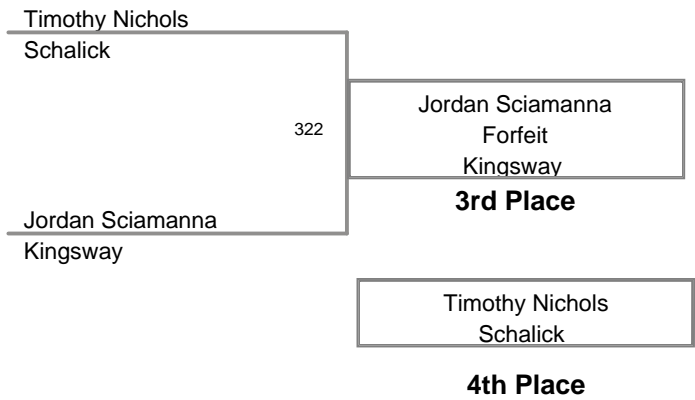 Timothy Nichols
Schalick
322
Jordan Sciamanna
Forfeit
Kingsway
3rd Place
Jordan Sciamanna
Kingsway
Timothy Nichols
Schalick
4th Place